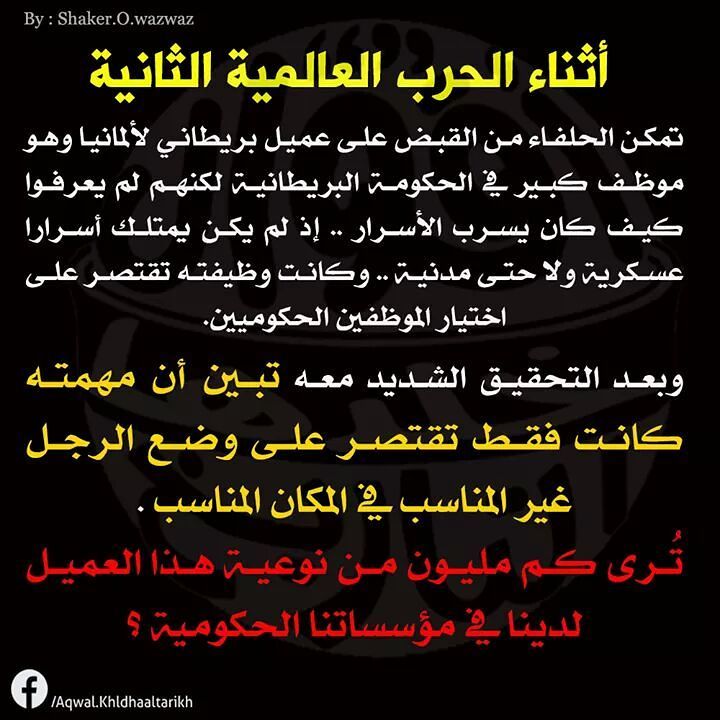 By : Shaker.O.wazwaz
أثناء الحرب العالمية الثانية
تمكن الحلفاء من القبض على عميل بريطاني لألمانيا وهو
موظف كبير في الحكومة البريطانية لكنهم لم يعرفوا
كيف كان يسرب الأسرار .. إذ لم يكن يمتلك أسرارا
عسكرية ولا حتى مدنية .. وكانت وظيفته تقتصر على
اختيار الموظفين الحكوميين.
وبعد التحقيق الشديد معه تبين أن مهمته
كانت فقط تقتصر على وضع الرجل
غير المناسب في المكان المناسب .
تُرى كم مليون من نوعية هذا العميل
لدينا في مؤسساتنا الحكومية ؟
f /Aqwal.Khldhaaltarikh